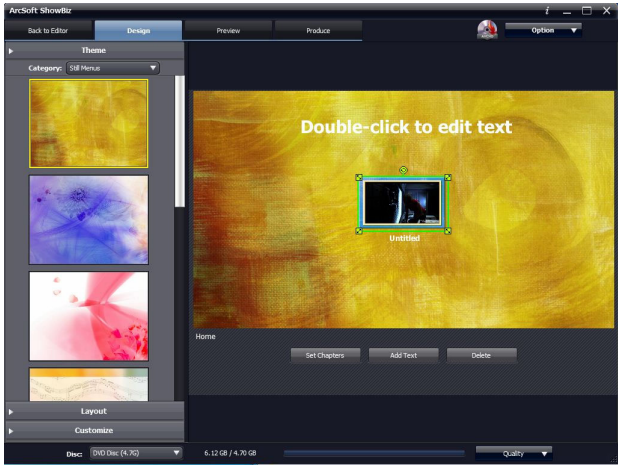 ArcSoft ShowBiz
Back to Editor Design Preview Produce Option
Theme
Category: Still Menus
Double-click to edit text
Untitled
Home
Set Chapters Add Text Delete
Layout
Customize
Disc: DVD Disc (4.7G) 6.12 GB / 4.70 GB Quality